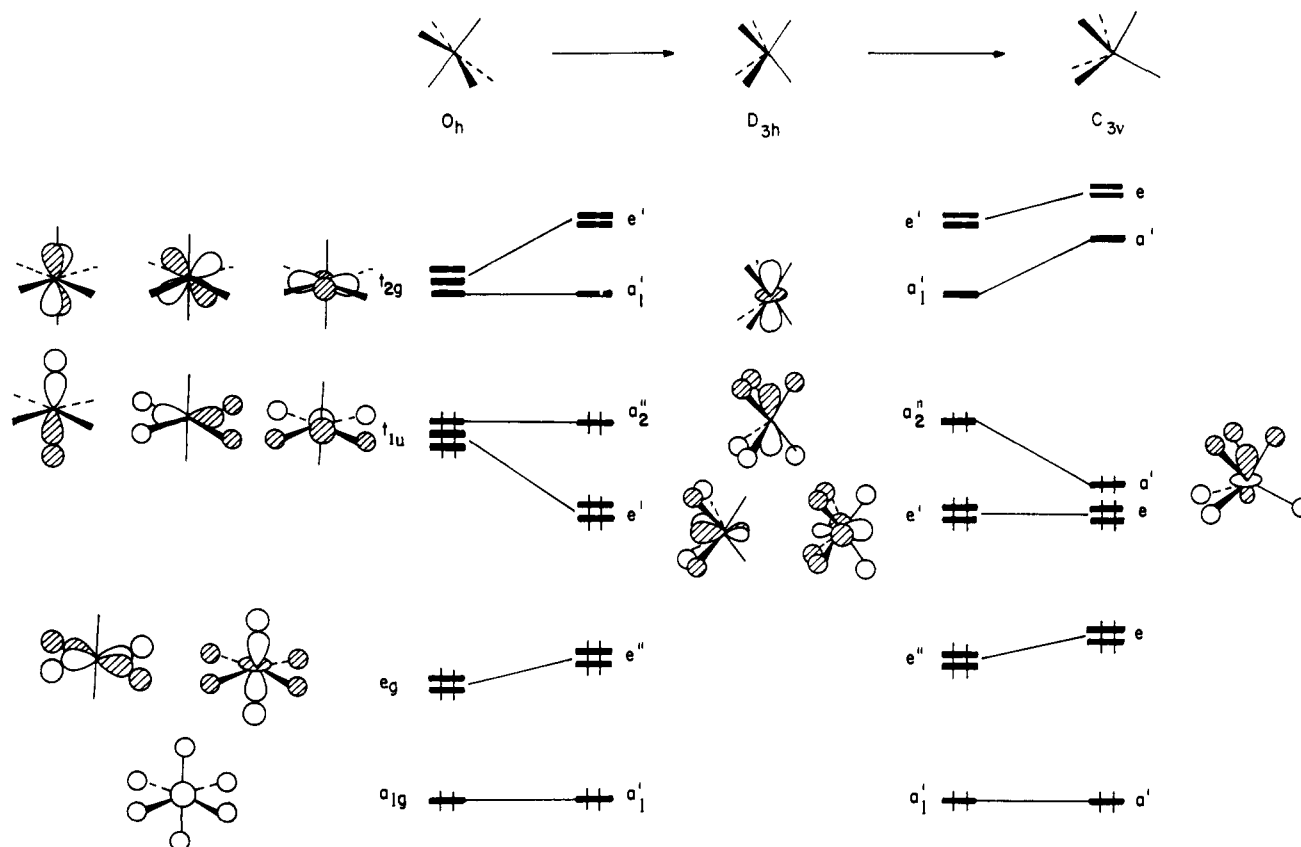 Oh D3h C3v
e' e' e
a'
t2g a1' a1'
a2" a2"
t1u a'
e' e' e
e" e" e
eg
a1g a1' a1' a'